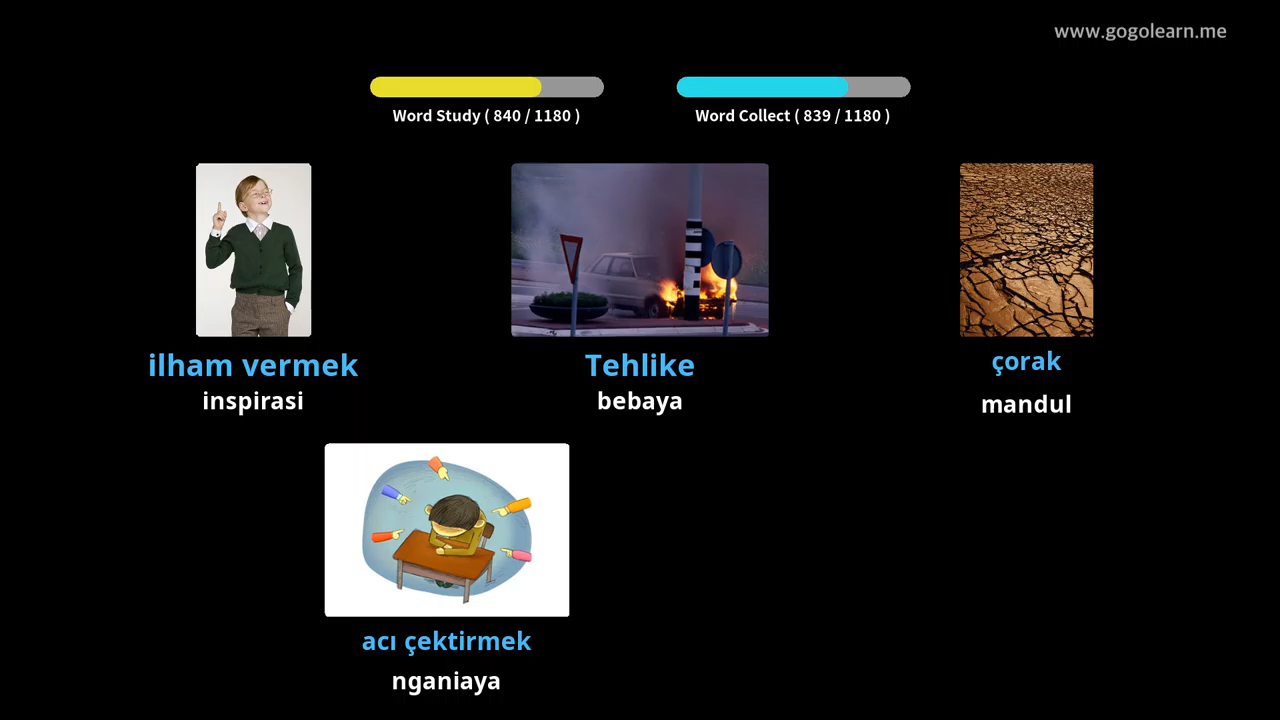 www.gogolearn.me
Word Study ( 840 / 1180 )
Word Collect ( 839 / 1180 )
ilham vermek
inspirasi
Tehlike
bebaya
çorak
mandul
acı çektirmek
nganiaya